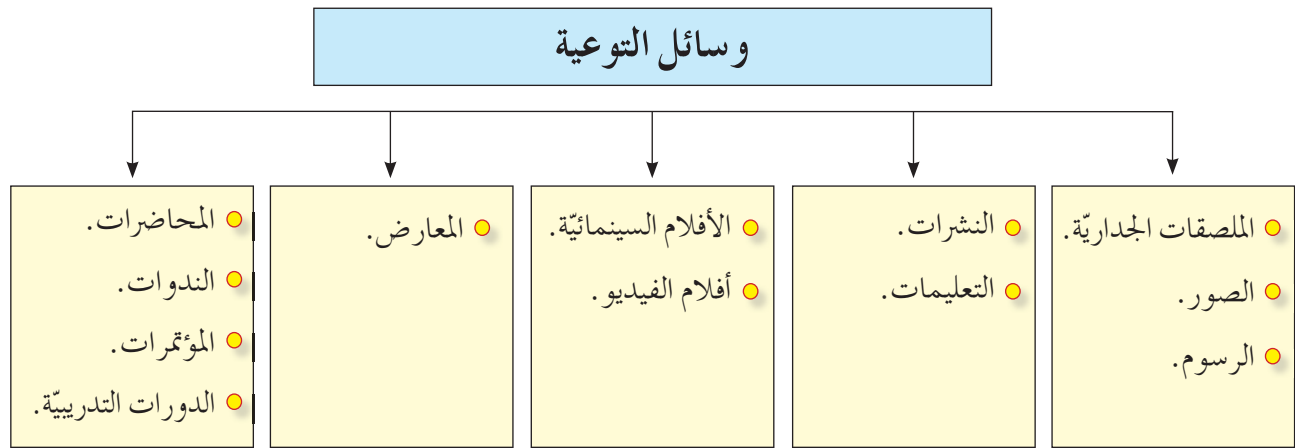 وسائل التوعية
الملصقات الجداريّة.
الصور.
الرسوم.
النشرات.
التعليمات.
الأفلام السينمائيّة.
أفلام الفيديو.
المعارض.
المحاضرات.
الندوات.
المؤتمرات.
الدورات التدريبيّة.